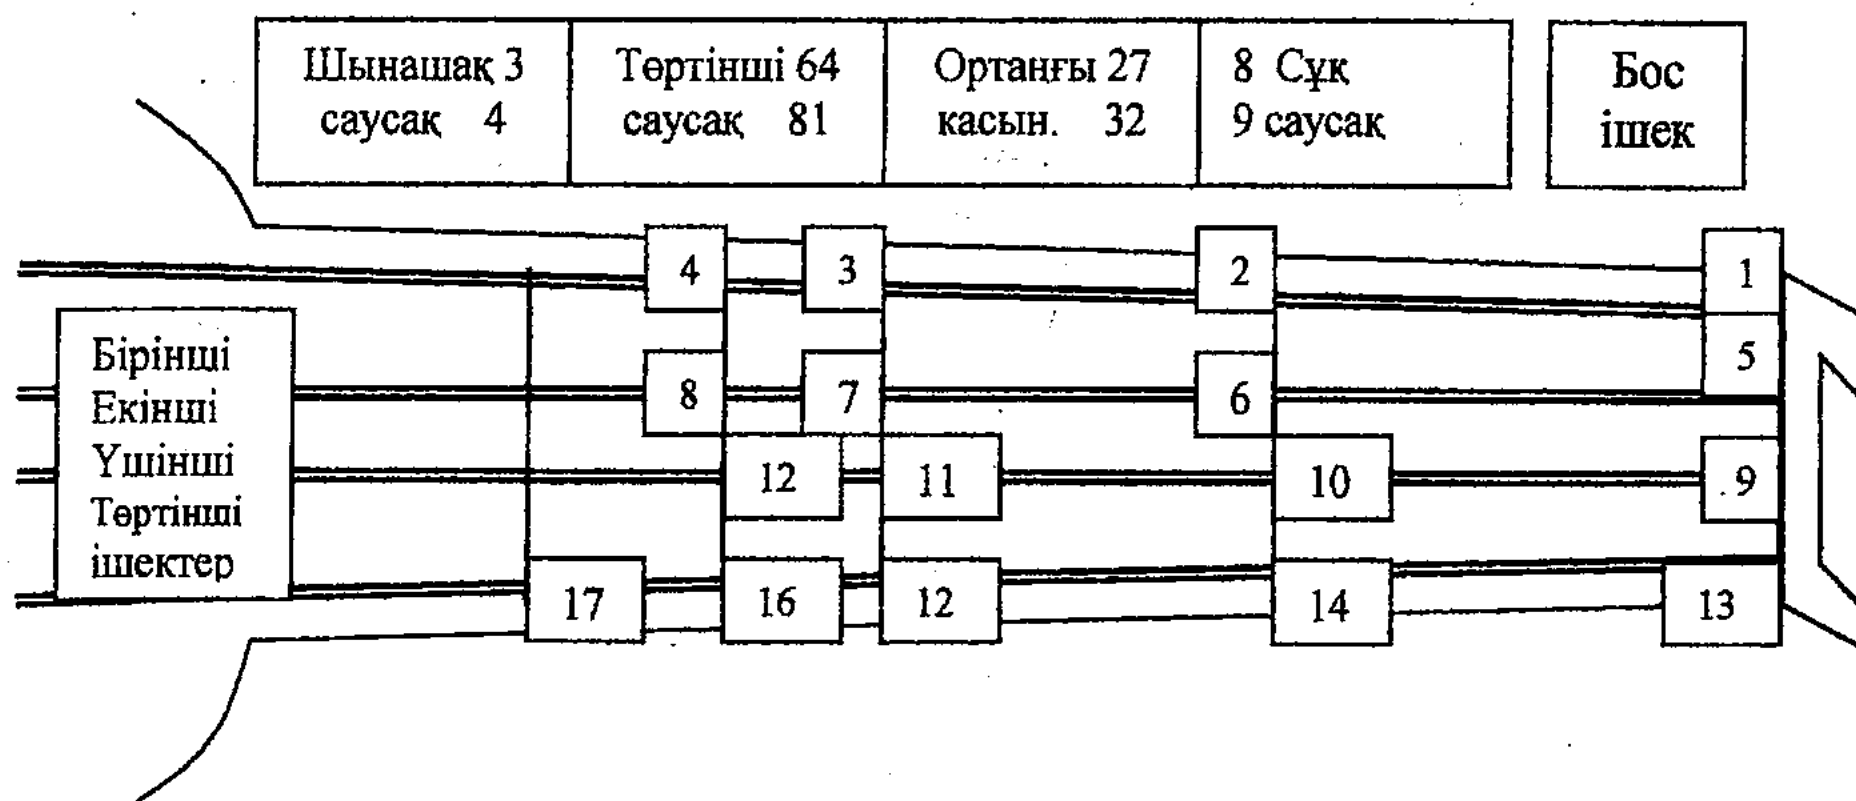 Шынашақ 3
саусақ 4
Төртінші 64
саусақ 81
Ортаңғы 27
касын. 32
8 Сұқ
9 саусақ
Бос
ішек
4
3
2
1
5
Бірінші
Екінші
Үшінші
Төртінші
ішектер
8
7
6
12
11
10
9
17
16
12
14
13